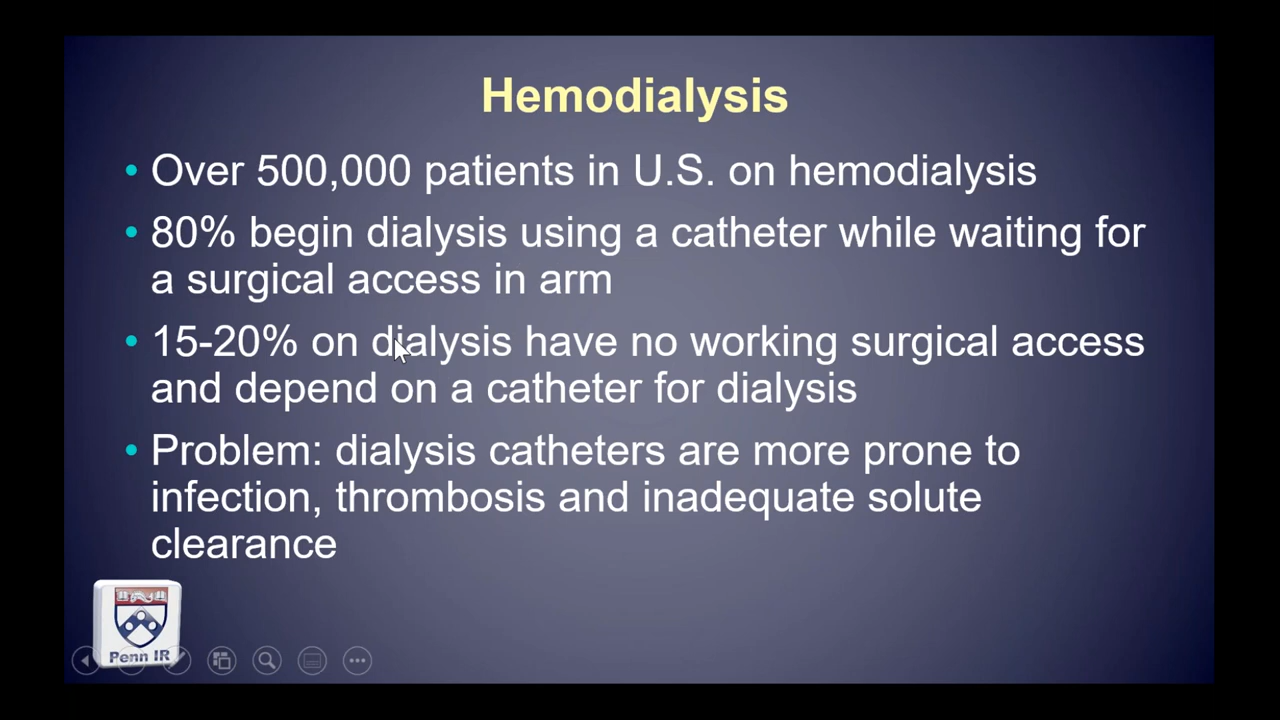 Hemodialysis
• Over 500,000 patients in U.S. on hemodialysis
• 80% begin dialysis using a catheter while waiting for
a surgical access in arm
• 15-20% on dialysis have no working surgical access
and depend on a catheter for dialysis
• Problem: dialysis catheters are more prone to
infection, thrombosis and inadequate solute
clearance
Penn IR